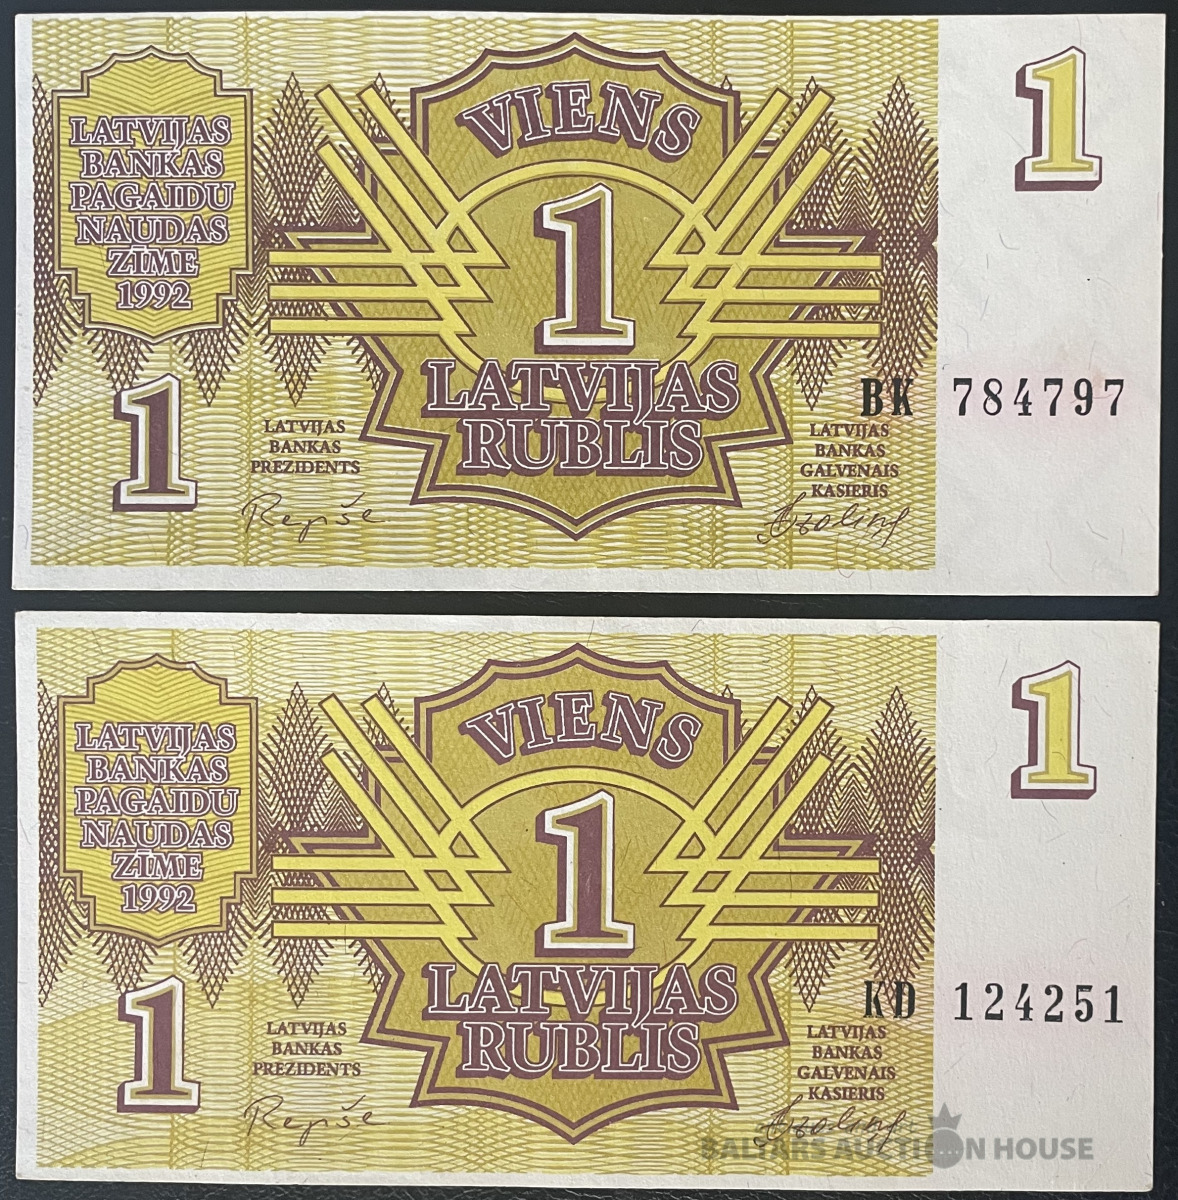 LATVIJAS
BANKAS
PAGAIDU
NAUDAS
ZĪME
1992
VIENS
1
1
LATVIJAS
RUBLIS
1
LATVIJAS
BANKAS
PREZIDENTS
Repše
BK 784797
LATVIJAS
BANKAS
GALVENAIS
KASIERIS
LATVIJAS
BANKAS
PAGAIDU
NAUDAS
ZĪME
1992
VIENS
1
1
LATVIJAS
RUBLIS
1
LATVIJAS
BANKAS
PREZIDENTS
Repše
KD 124251
LATVIJAS
BANKAS
GALVENAIS
KASIERIS
BALTARS AUCTION HOUSE